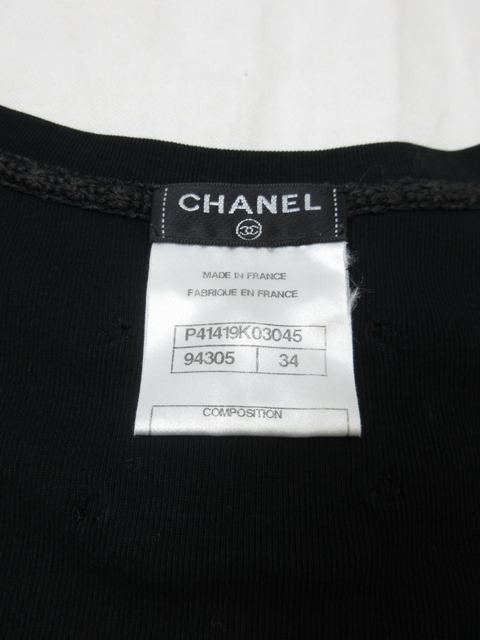 CHANEL
MADE IN FRANCE
FABRIQUE EN FRANCE
P41419K03045
94305 34
COMPOSITION